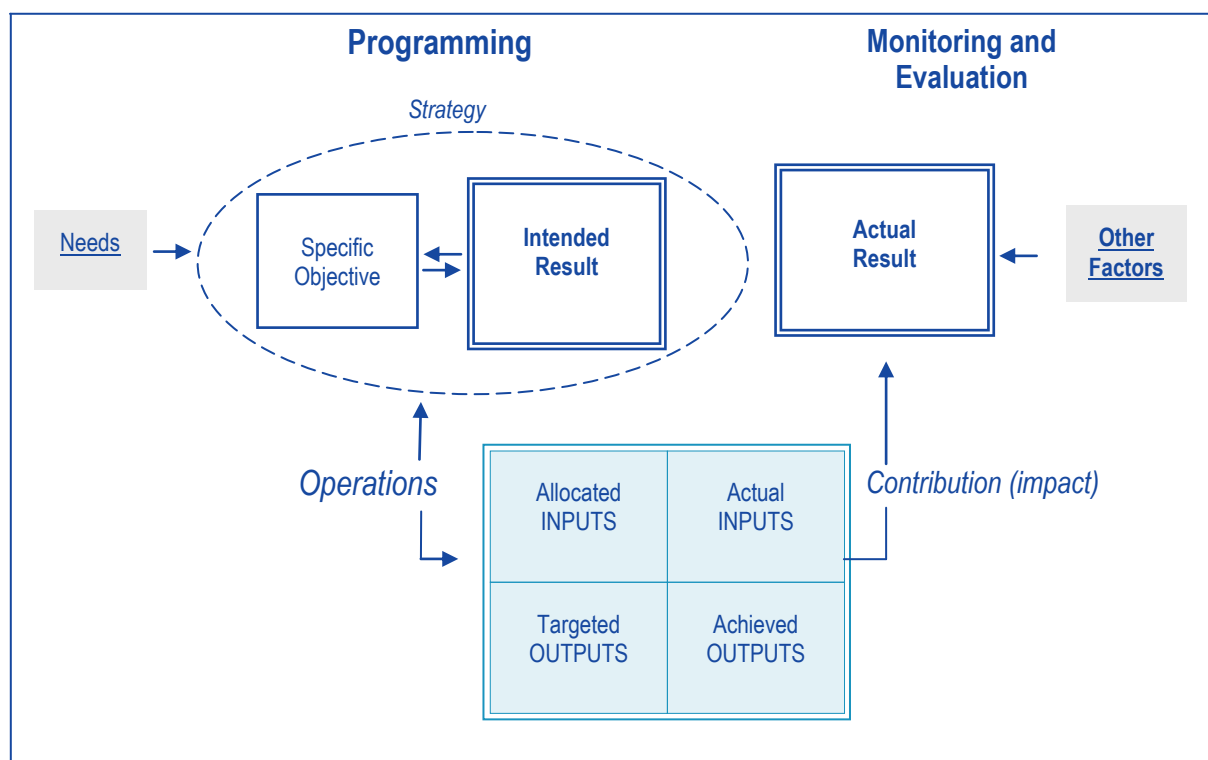 Programming
Monitoring and
Evaluation
Strategy
Needs
Specific
Objective
Intended
Result
Actual
Result
Other
Factors
Operations
Allocated
INPUTS
Actual
INPUTS
Contribution (impact)
Targeted
OUTPUTS
Achieved
OUTPUTS